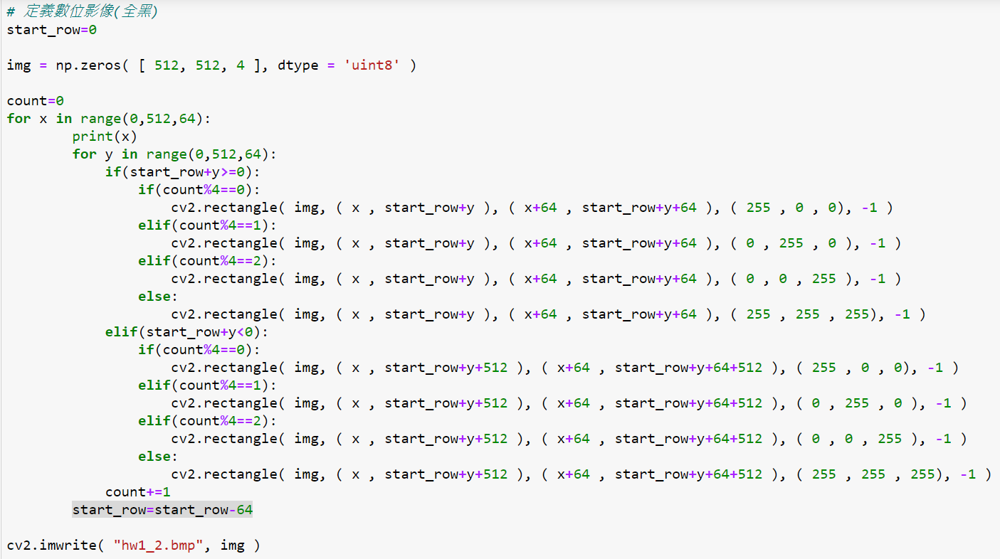 # 定義數位影像(全黑)
start_row=0

img = np.zeros( [ 512, 512, 4 ], dtype = 'uint8' )

count=0
for x in range(0,512,64):
        print(x)
        for y in range(0,512,64):
            if(start_row+y>=0):
                if(count%4==0):
                    cv2.rectangle( img, ( x , start_row+y ), ( x+64 , start_row+y+64 ), ( 255 , 0 , 0), -1 )
                elif(count%4==1):
                    cv2.rectangle( img, ( x , start_row+y ), ( x+64 , start_row+y+64 ), ( 0 , 255 , 0 ), -1 )
                elif(count%4==2):
                    cv2.rectangle( img, ( x , start_row+y ), ( x+64 , start_row+y+64 ), ( 0 , 0 , 255 ), -1 )
                else:
                    cv2.rectangle( img, ( x , start_row+y ), ( x+64 , start_row+y+64 ), ( 255 , 255 , 255), -1 )
            elif(start_row+y<0):
                if(count%4==0):
                    cv2.rectangle( img, ( x , start_row+y+512 ), ( x+64 , start_row+y+64+512 ), ( 255 , 0 , 0), -1 )
                elif(count%4==1):
                    cv2.rectangle( img, ( x , start_row+y+512 ), ( x+64 , start_row+y+64+512 ), ( 0 , 255 , 0 ), -1 )
                elif(count%4==2):
                    cv2.rectangle( img, ( x , start_row+y+512 ), ( x+64 , start_row+y+64+512 ), ( 0 , 0 , 255 ), -1 )
                else:
                    cv2.rectangle( img, ( x , start_row+y+512 ), ( x+64 , start_row+y+64+512 ), ( 255 , 255 , 255), -1 )
            count+=1
        start_row=start_row-64

cv2.imwrite( "hw1_2.bmp", img )